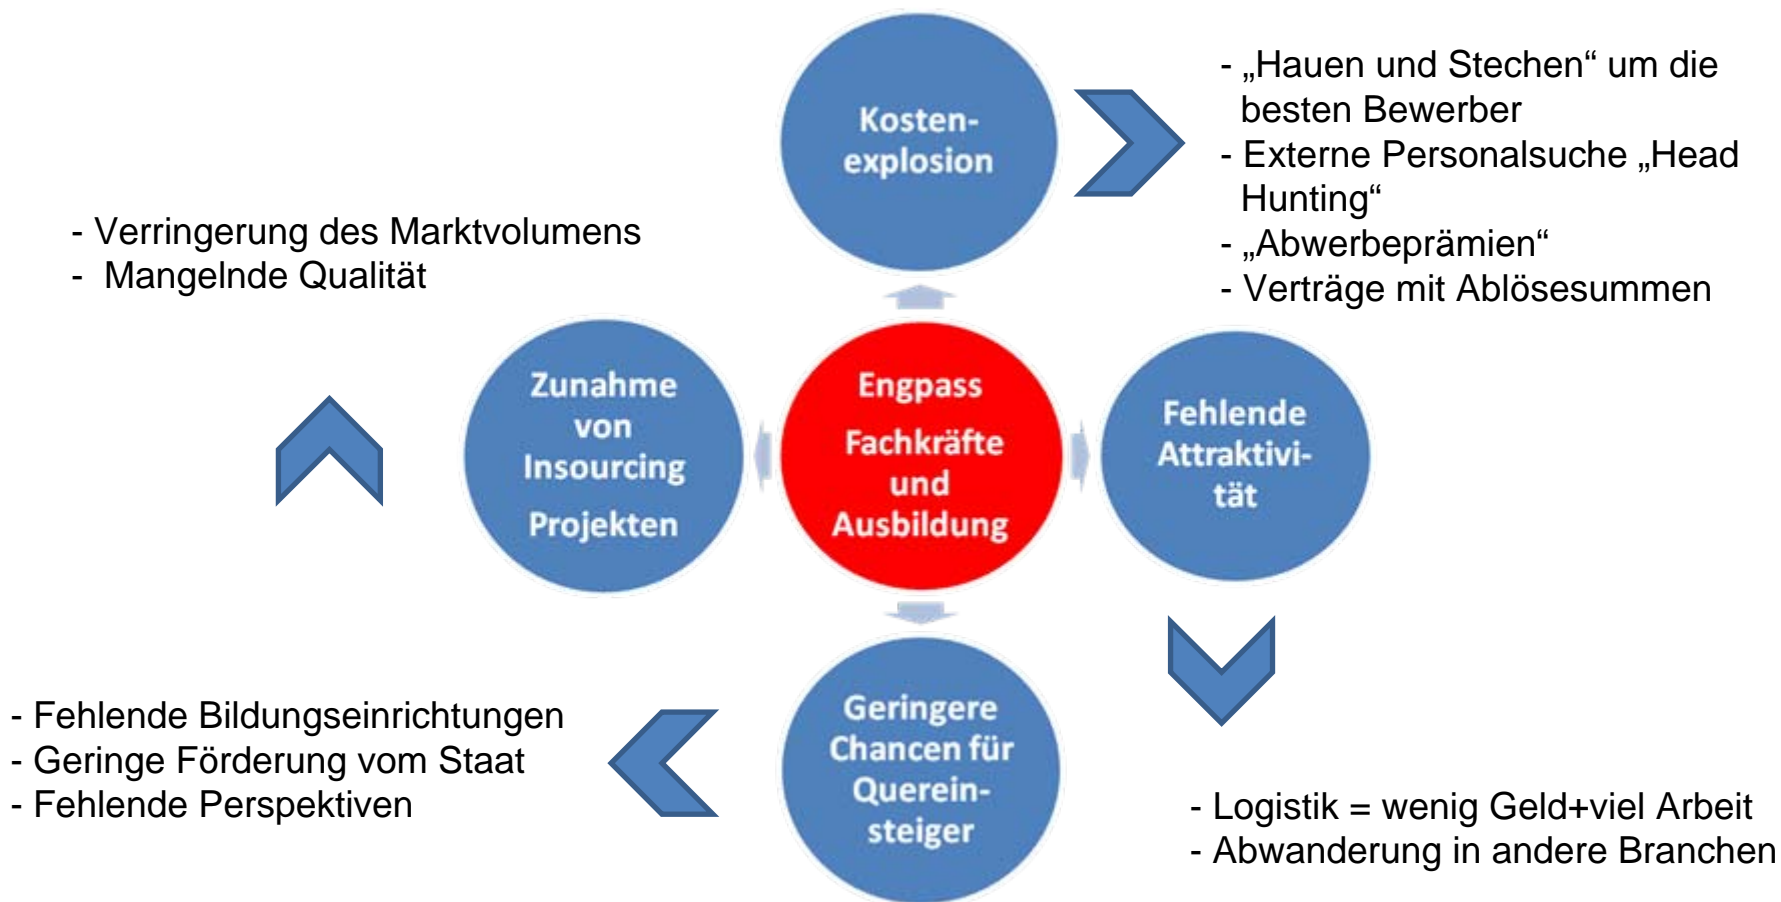 Kosten-
explosion
- „Hauen und Stechen“ um die
besten Bewerber
- Externe Personalsuche „Head
Hunting“
- „Abwerbeprämien“
- Verträge mit Ablösesummen
- Verringerung des Marktvolumens
- Mangelnde Qualität
Zunahme
von
Insourcing
Projekten
Engpass
Fachkräfte
und
Ausbildung
Fehlende
Attraktivi-
tät
- Fehlende Bildungseinrichtungen
- Geringe Förderung vom Staat
- Fehlende Perspektiven
Geringere
Chancen für
Querein-
steiger
- Logistik = wenig Geld+viel Arbeit
- Abwanderung in andere Branchen